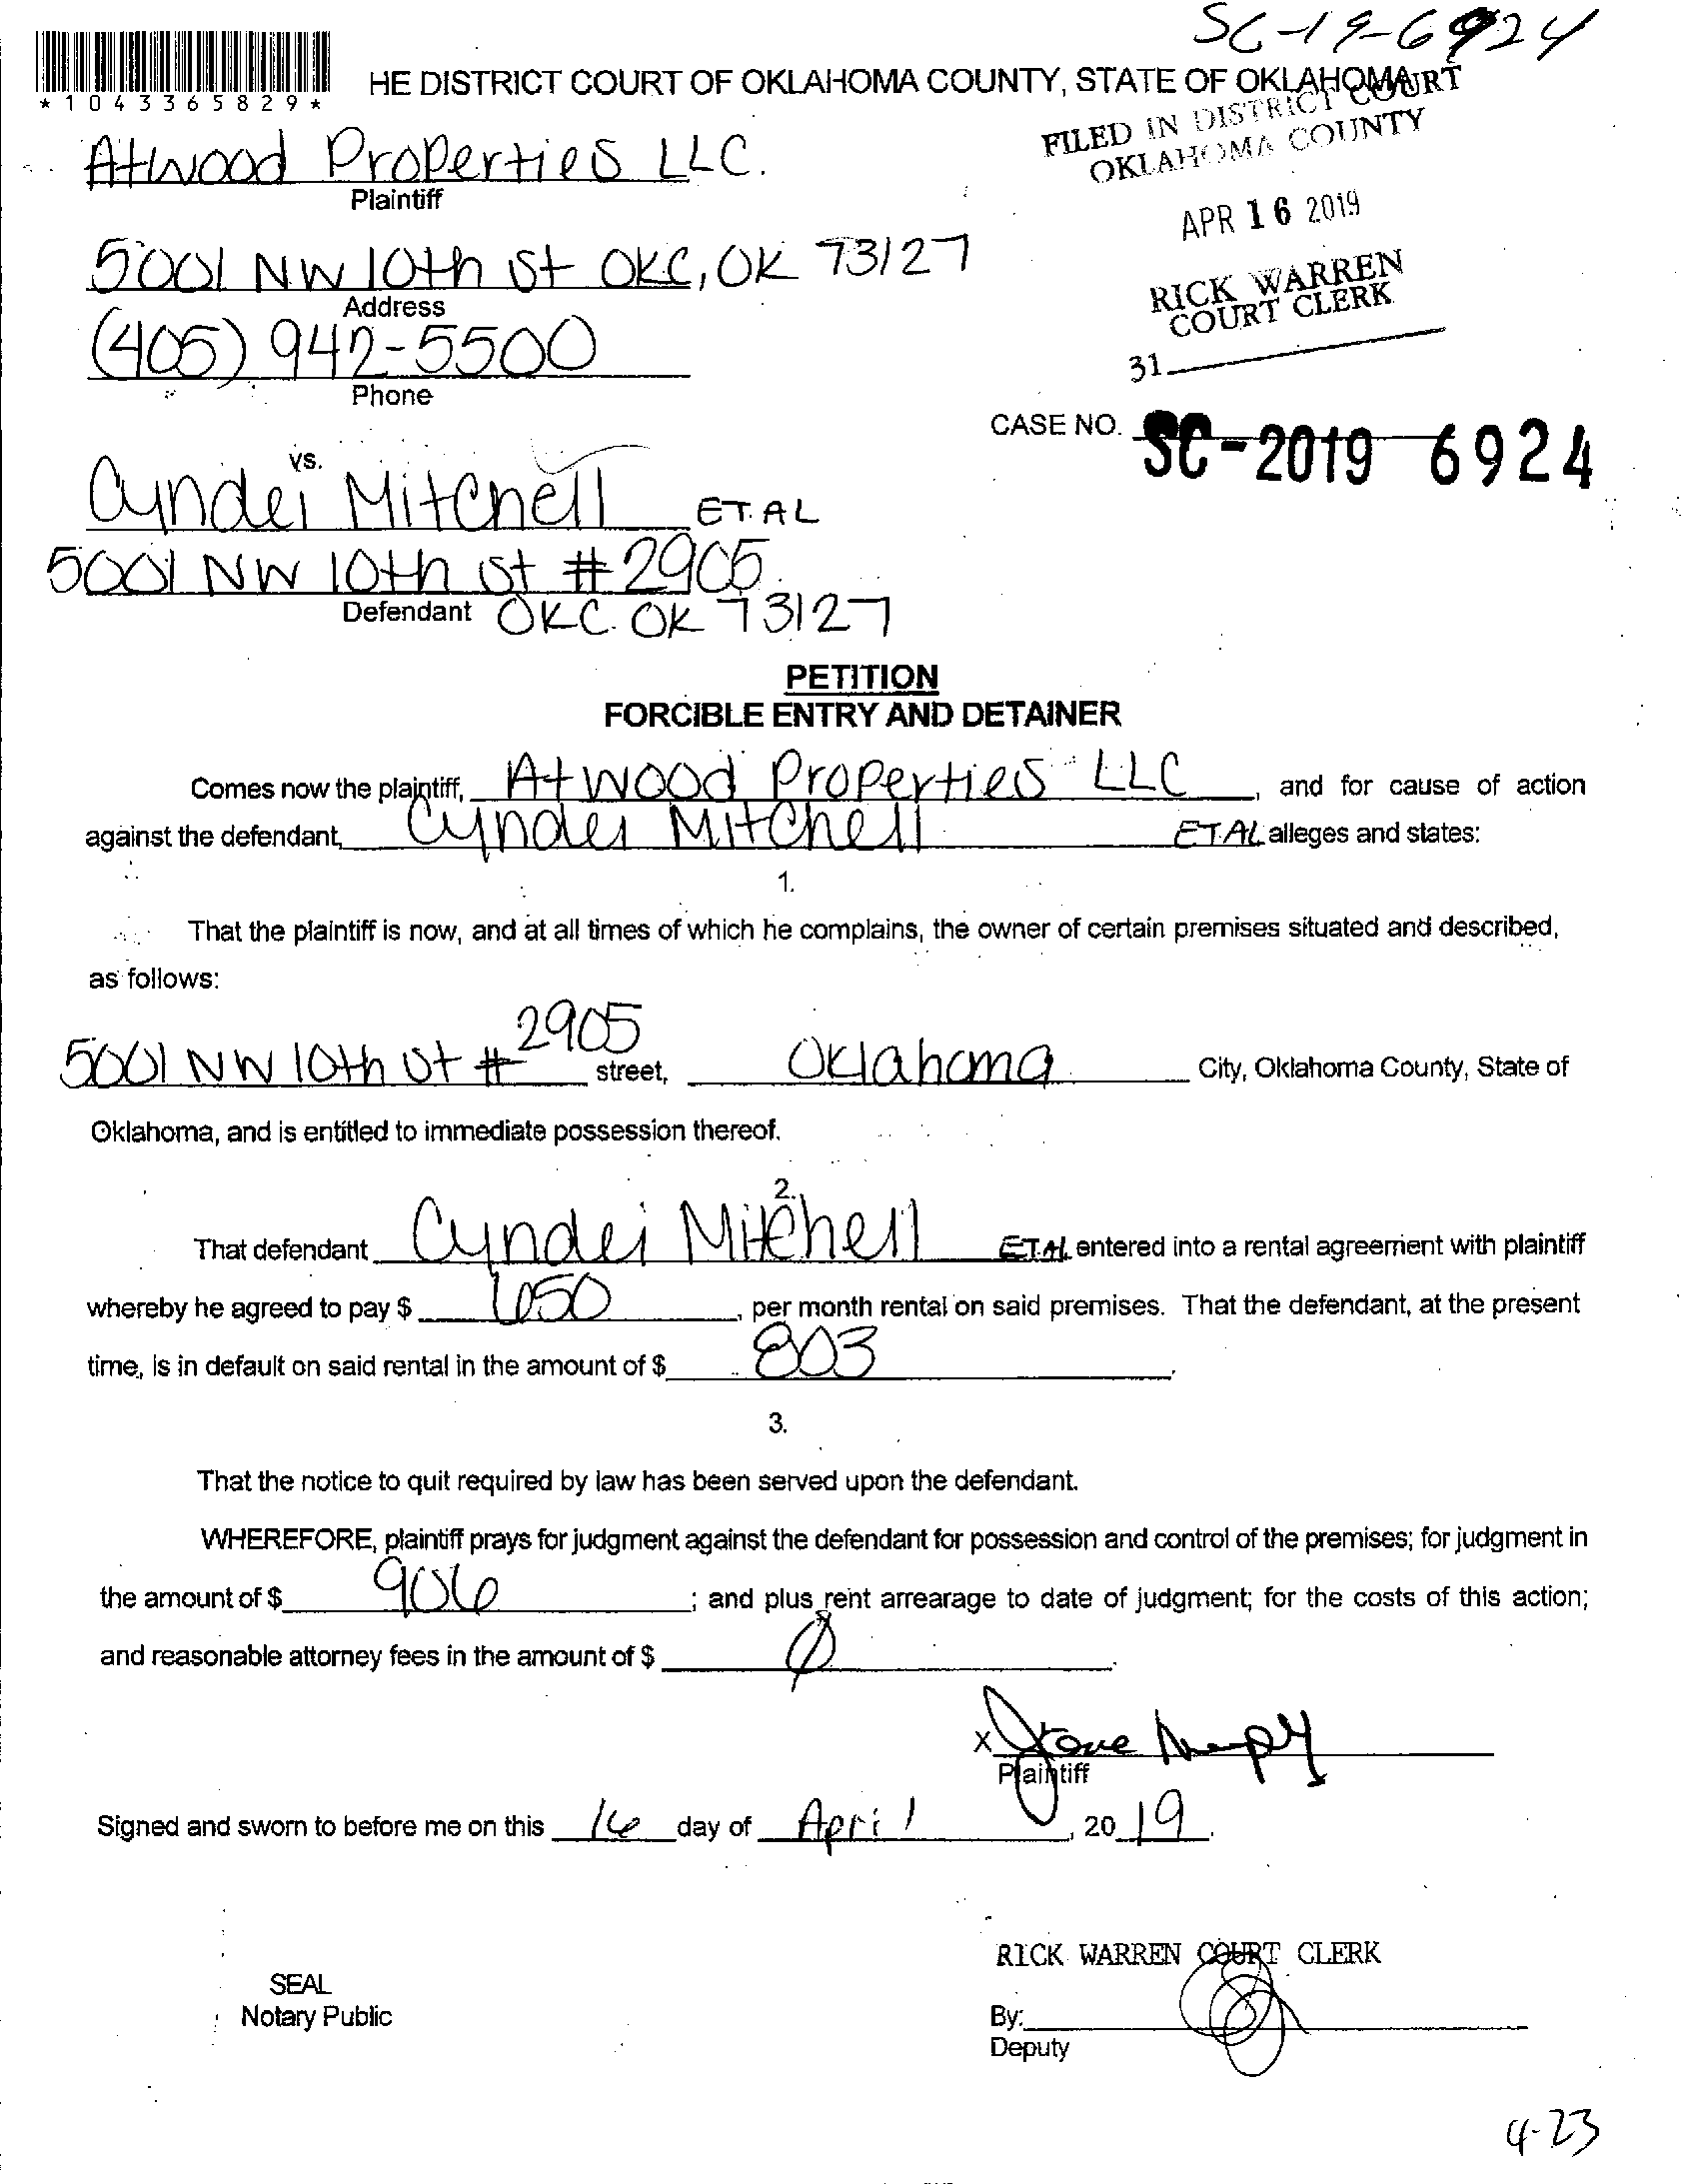 SC-19-6924
*1043365829*
HE DISTRICT COURT OF OKLAHOMA COUNTY, STATE OF OKLAHOMA
FILED IN DISTRICT COURT
OKLAHOMA COUNTY
Atwood Properties LLC.
Plaintiff
APR 16 2019
5001 NW 10th St OKC, OK 73127
Address
RICK WARREN
COURT CLERK
(405) 942-5500
Phone
31
CASE NO. SC-2019 6924
vs.
Cyndei Mitchell ET.AL
5001 NW 10th St # 2905
Defendant OKC. OK 73127
PETITION
FORCIBLE ENTRY AND DETAINER
Comes now the plaintiff, Atwood Properties LLC, and for cause of action
against the defendant, Cyndei Mitchell ET.AL alleges and states:
1.
That the plaintiff is now, and at all times of which he complains, the owner of certain premises situated and described,
as follows:
5001 NW 10th St # 2905 street, Oklahoma City, Oklahoma County, State of
Oklahoma, and is entitled to immediate possession thereof.
2.
That defendant Cyndei Mitchell ET.AL entered into a rental agreement with plaintiff
whereby he agreed to pay $ 650, per month rental on said premises. That the defendant, at the present
time, is in default on said rental in the amount of $ 803.
3.
That the notice to quit required by law has been served upon the defendant.
WHEREFORE, plaintiff prays for judgment against the defendant for possession and control of the premises; for judgment in
the amount of $ 906; and plus rent arrearage to date of judgment; for the costs of this action;
and reasonable attorney fees in the amount of $ Ø.
X
Plaintiff
Signed and sworn to before me on this 16 day of April, 20 19.
RICK WARREN COURT CLERK
SEAL
Notary Public
By:
Deputy
4-23